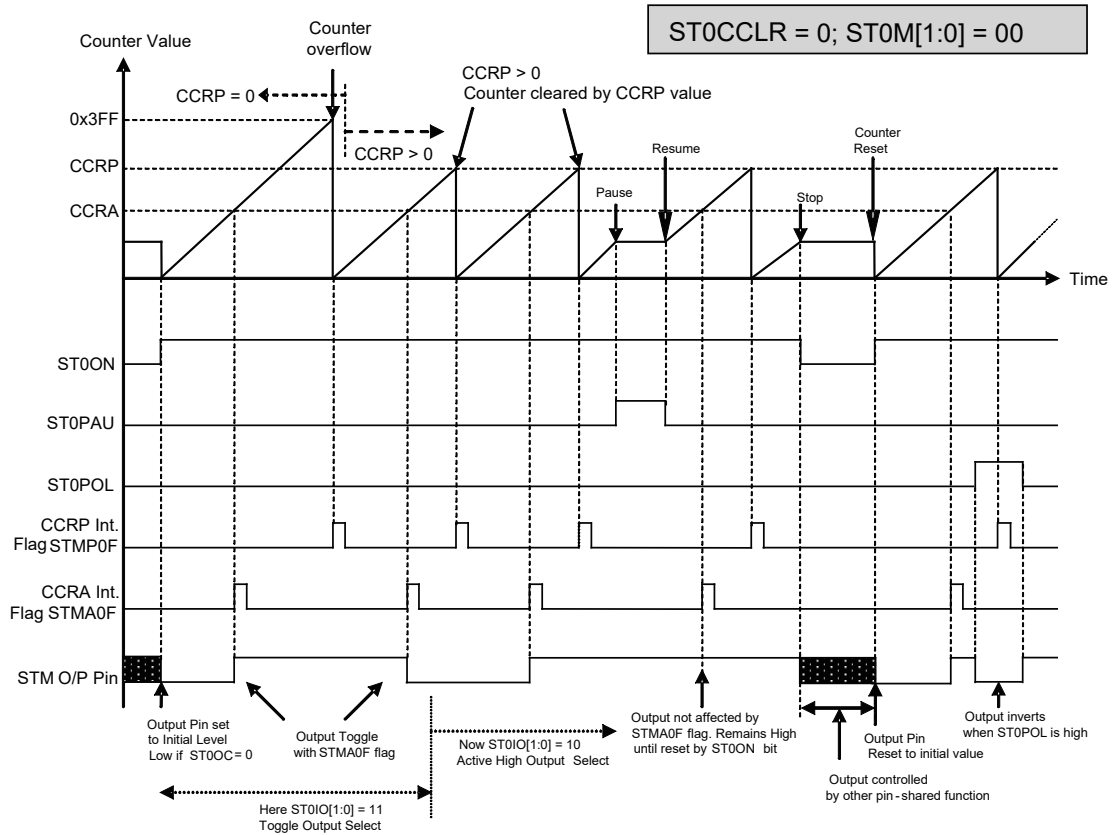 ST0CCLR = 0; ST0M[1:0] = 00
Counter Value
Counter
overflow
CCRP = 0
CCRP > 0
CCRP > 0
Counter cleared by CCRP value
0x3FF
CCRP
CCRA
Pause
Resume
Stop
Counter
Reset
Time
ST0ON
ST0PAU
ST0POL
CCRP Int.
Flag STMP0F
CCRA Int.
Flag STMA0F
STM O/P Pin
Output Pin set
to Initial Level
Low if ST0OC=0
Output Toggle
with STMA0F flag
Here ST0IO[1:0] = 11
Toggle Output Select
Now ST0IO[1:0] = 10
Active High Output Select
Output not affected by
STMA0F flag. Remains High
until reset by ST0ON bit
Output Pin
Reset to initial value
Output controlled
by other pin-shared function
Output inverts
when ST0POL is high